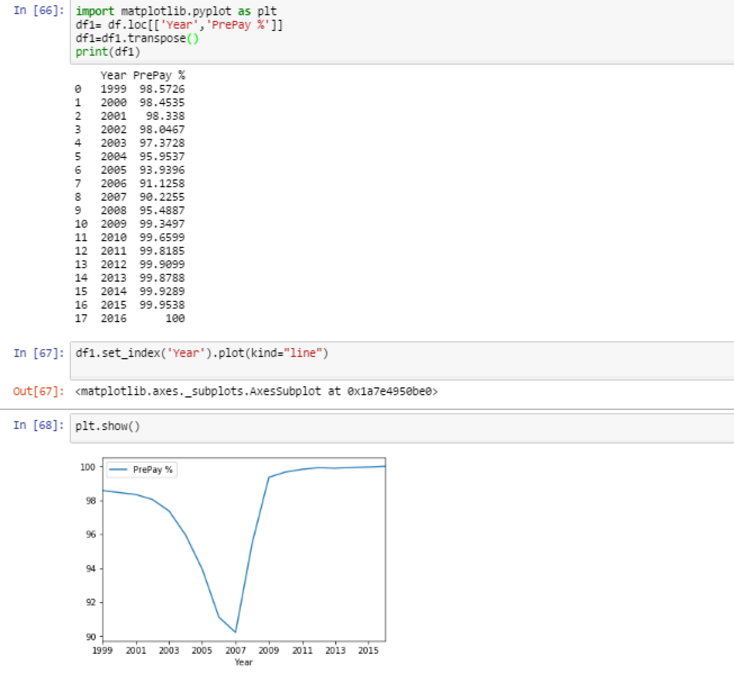 In [66]: import matplotlib.pyplot as plt
df1= df.loc[['Year','PrePay %']]
df1=df1.transpose()
print(df1)
Year PrePay %
0 1999 98.5726
1 2000 98.4535
2 2001 98.338
3 2002 98.0467
4 2003 97.3728
5 2004 95.9537
6 2005 93.9396
7 2006 91.1258
8 2007 90.2255
9 2008 95.4887
10 2009 99.3497
11 2010 99.6599
12 2011 99.8185
13 2012 99.9099
14 2013 99.8788
15 2014 99.9289
16 2015 99.9538
17 2016 100
In [67]: df1.set_index('Year').plot(kind="line")
Out[67]: <matplotlib.axes._subplots.AxesSubplot at 0x1a7e4950be0>
In [68]: plt.show()
PrePay %
100
98
96
94
92
90
1999 2001 2003 2005 2007 2009 2011 2013 2015
Year